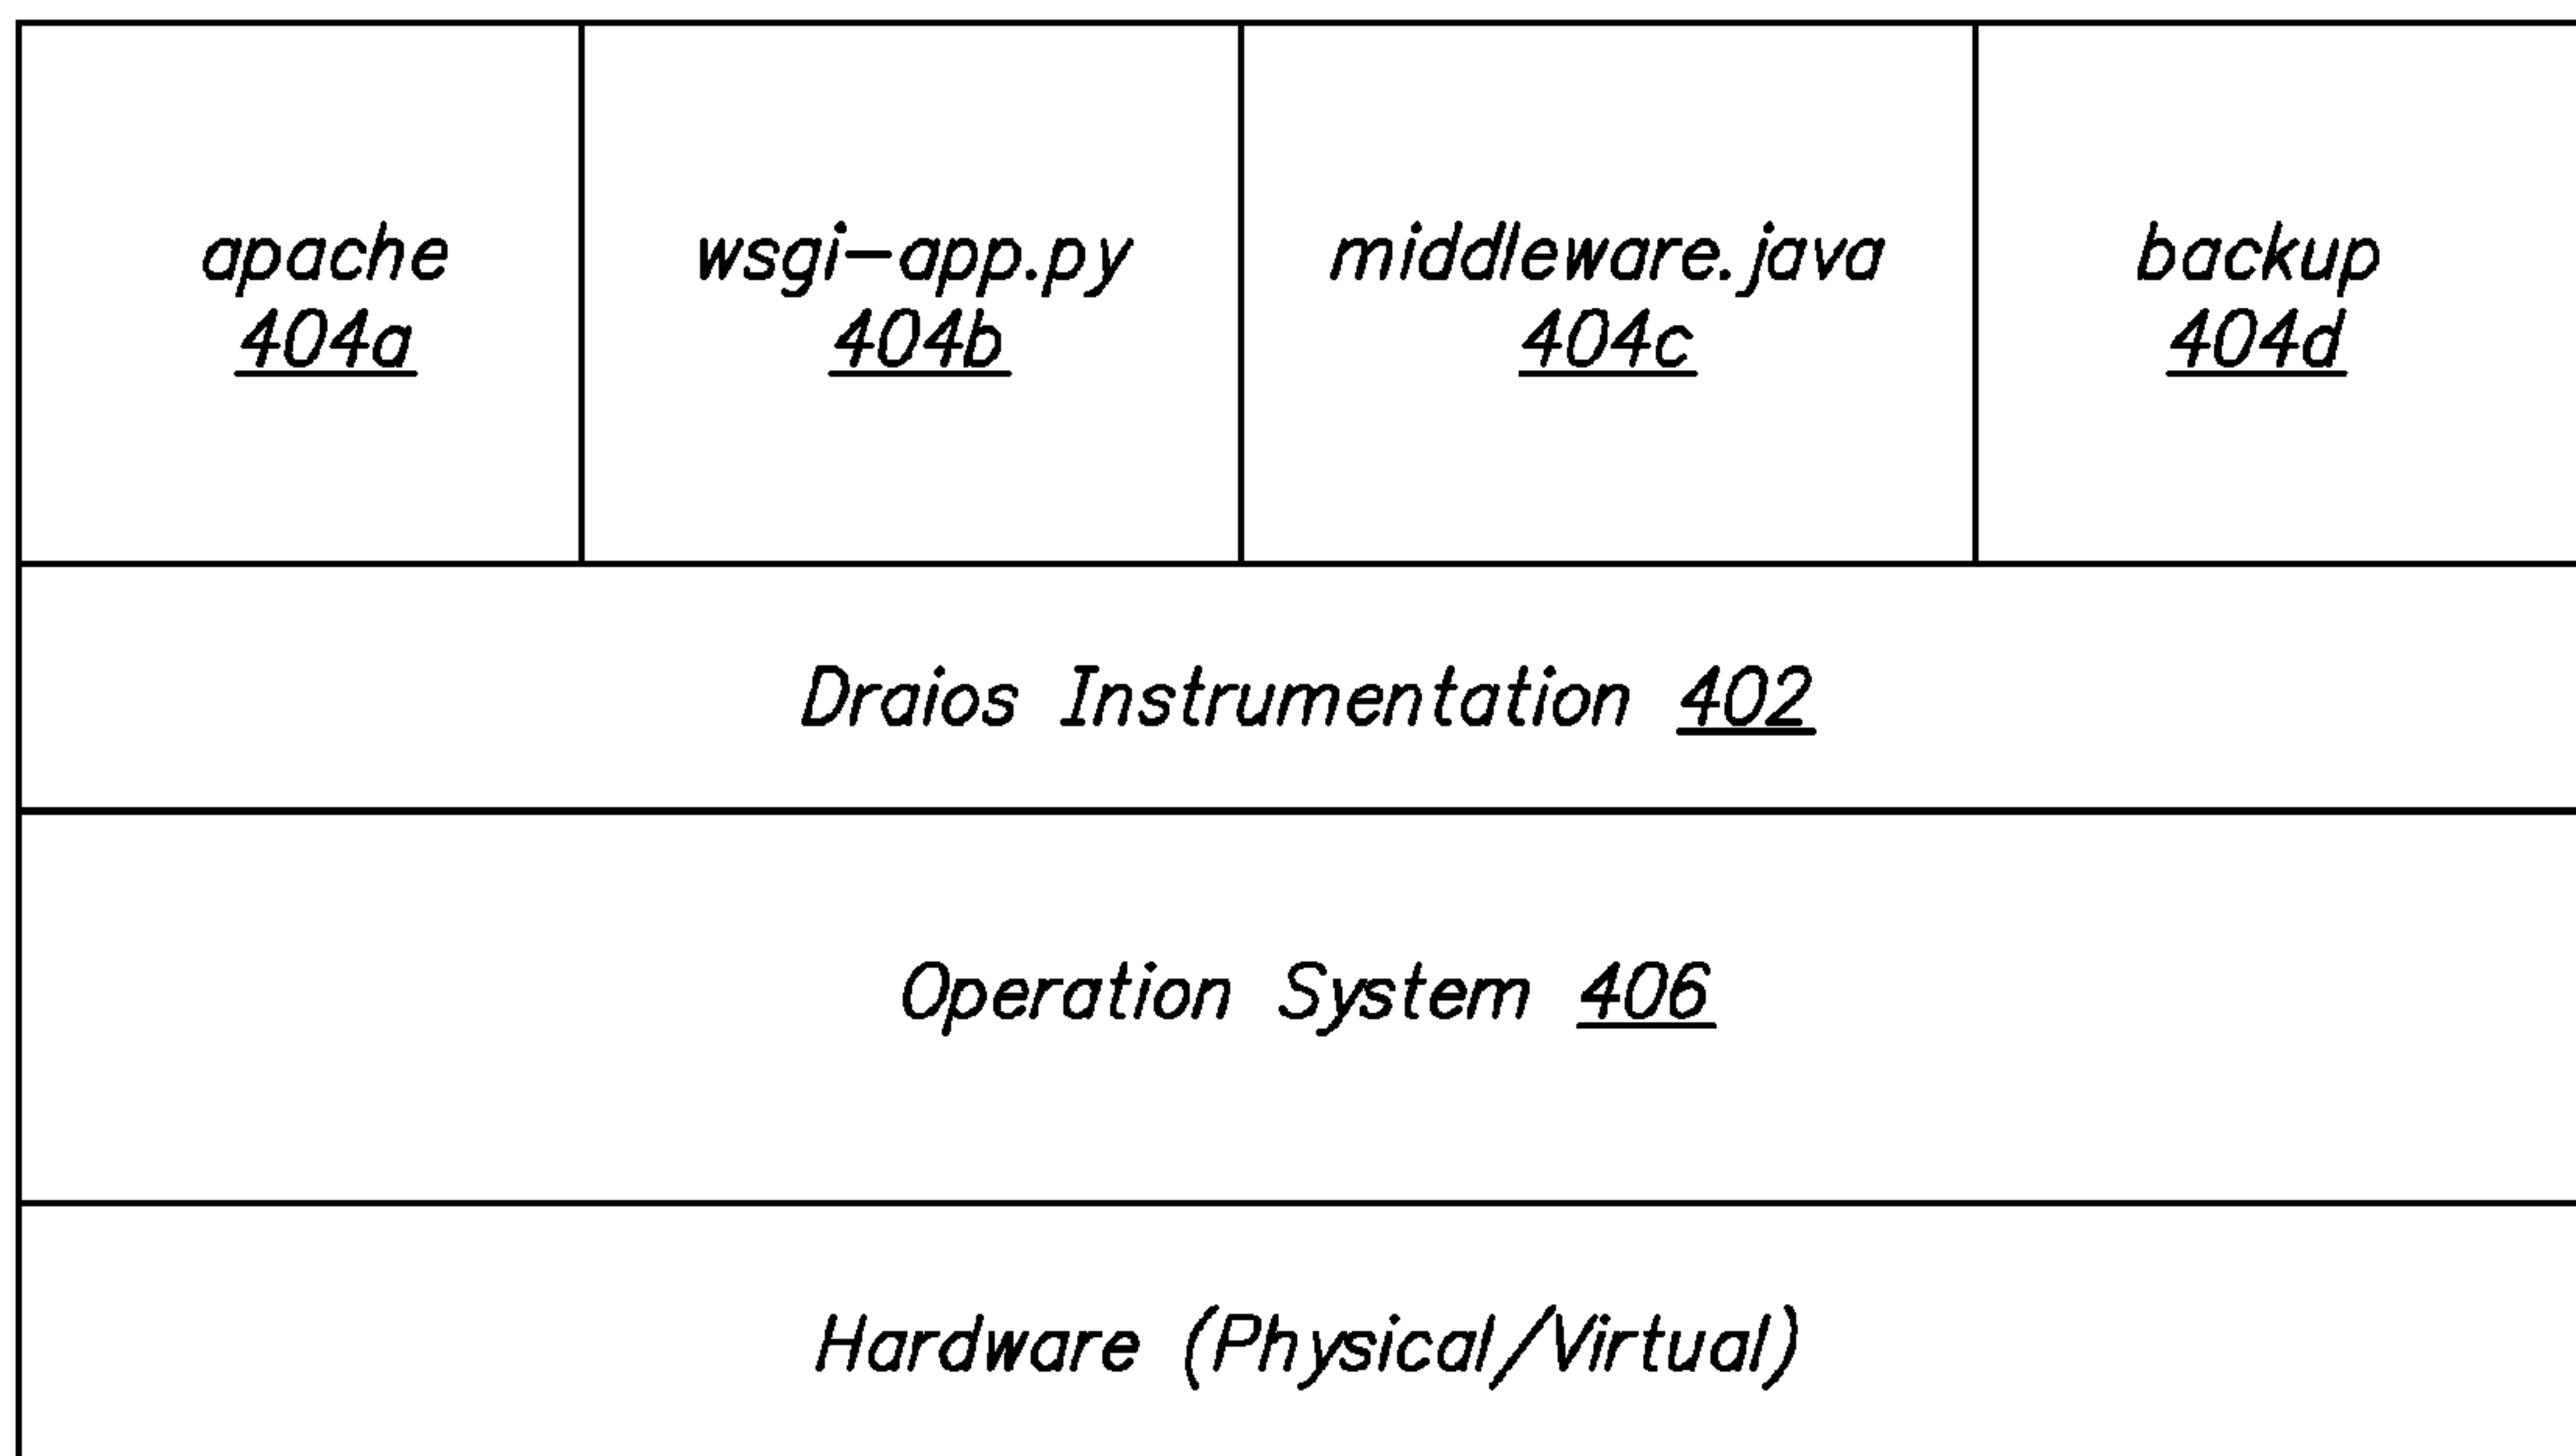 apache
404a
wsgi-app.py
404b
middleware.java
404c
backup
404d
Draios Instrumentation 402
Operation System 406
Hardware (Physical/Virtual)